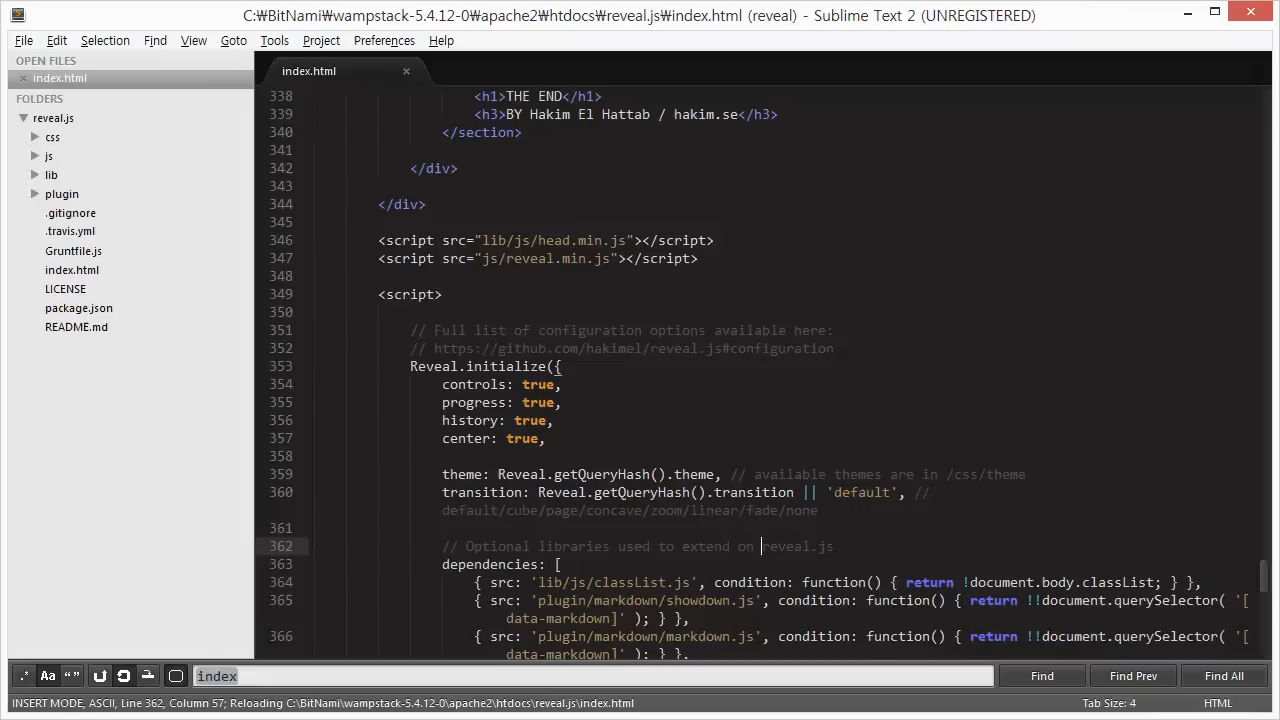 C:₩BitNami₩wampstack-5.4.12-0₩apache2₩htdocs₩reveal.js₩index.html (reveal) - Sublime Text 2 (UNREGISTERED)
File Edit Selection Find View Goto Tools Project Preferences Help
OPEN FILES
index.html
FOLDERS
reveal.js
css
js
lib
plugin
.gitignore
.travis.yml
Gruntfile.js
index.html
LICENSE
package.json
README.md
index.html
338 <h1>THE END</h1>
339 <h3>BY Hakim El Hattab / hakim.se</h3>
340 </section>
341
342 </div>
343
344 </div>
345
346 <script src="lib/js/head.min.js"></script>
347 <script src="js/reveal.min.js"></script>
348
349 <script>
350
351 // Full list of configuration options available here:
352 // https://github.com/hakimel/reveal.js#configuration
353 Reveal.initialize({
354 controls: true,
355 progress: true,
356 history: true,
357 center: true,
358
359 theme: Reveal.getQueryHash().theme, // available themes are in /css/theme
360 transition: Reveal.getQueryHash().transition || 'default', //
default/cube/page/concave/zoom/linear/fade/none
361
362 // Optional libraries used to extend on reveal.js
363 dependencies: [
364 { src: 'lib/js/classList.js', condition: function() { return !document.body.classList; } },
365 { src: 'plugin/markdown/showdown.js', condition: function() { return !!document.querySelector( '[
data-markdown]' ); } },
366 { src: 'plugin/markdown/markdown.js', condition: function() { return !!document.querySelector( '[
data-markdown]' ); } },
.* Aa “” index Find Find Prev Find All
INSERT MODE, ASCII, Line 362, Column 57; Reloading C:₩BitNami₩wampstack-5.4.12-0₩apache2₩htdocs₩reveal.js₩index.html Tab Size: 4 HTML